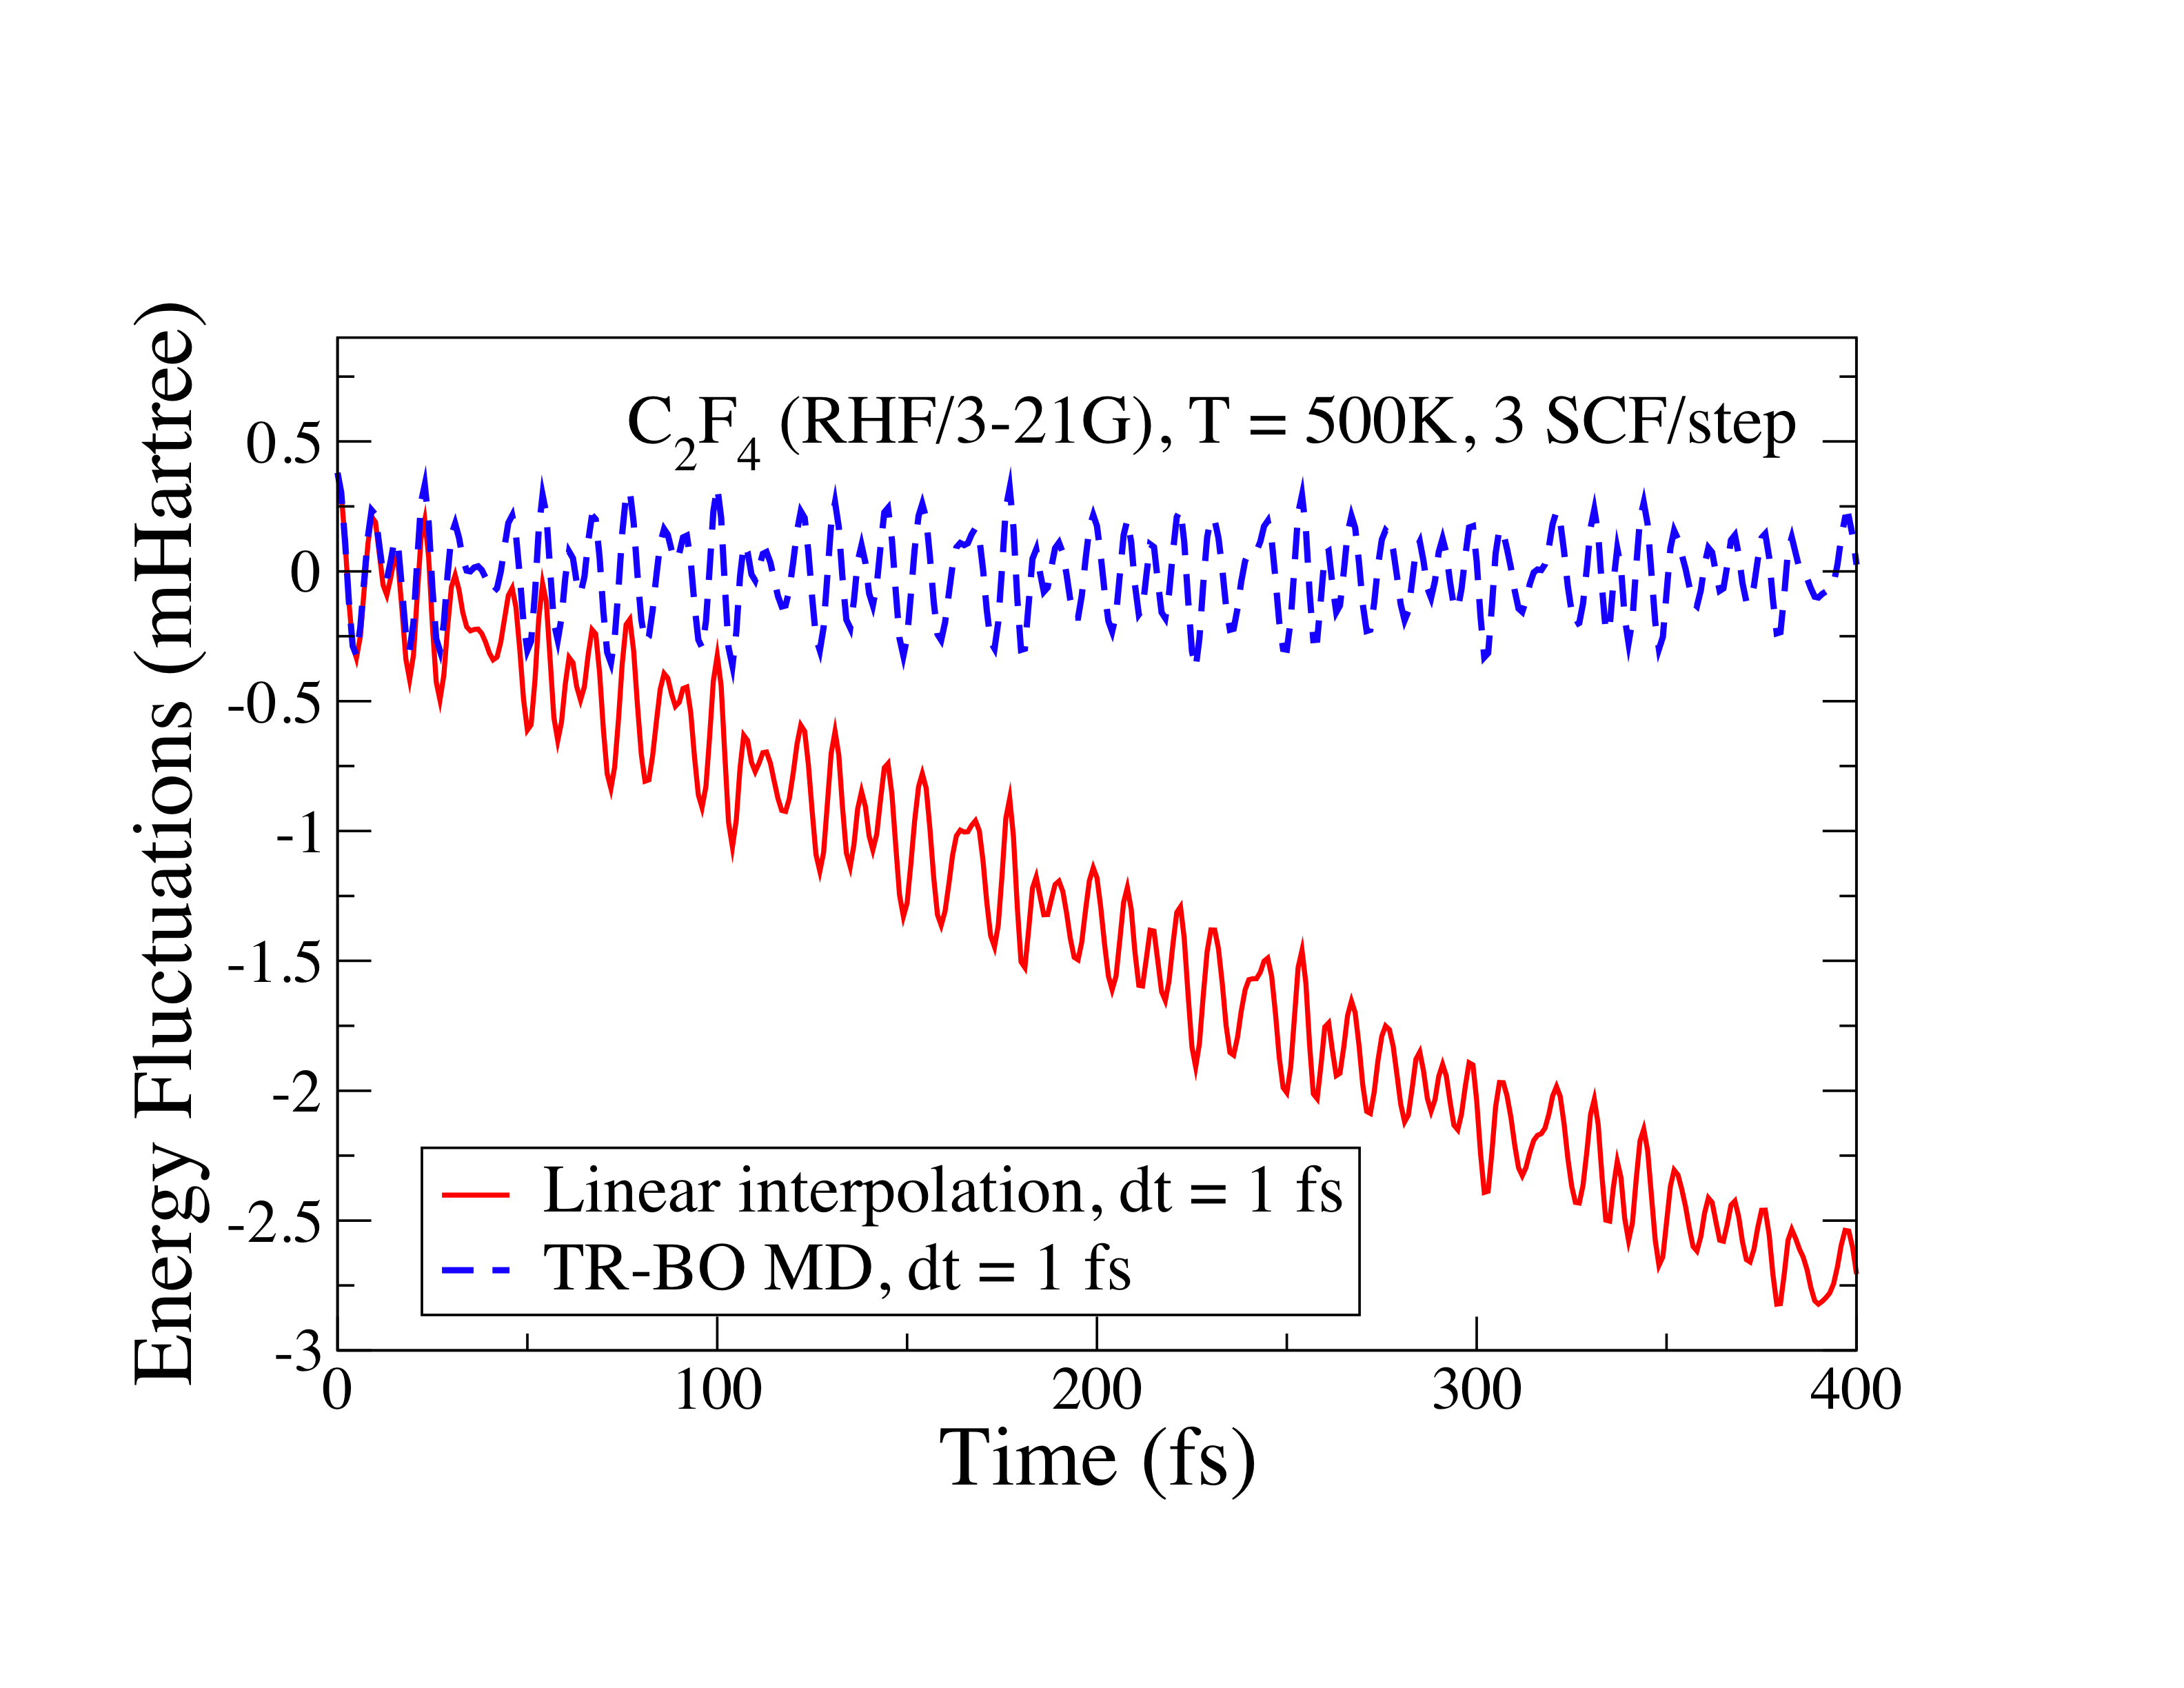 C2F4 (RHF/3-21G), T = 500K, 3 SCF/step
Energy Fluctuations (mHartree)
0.5
0
-0.5
-1
-1.5
-2
-2.5
-3
Linear interpolation, dt = 1 fs
TR-BO MD, dt = 1 fs
0 100 200 300 400
Time (fs)